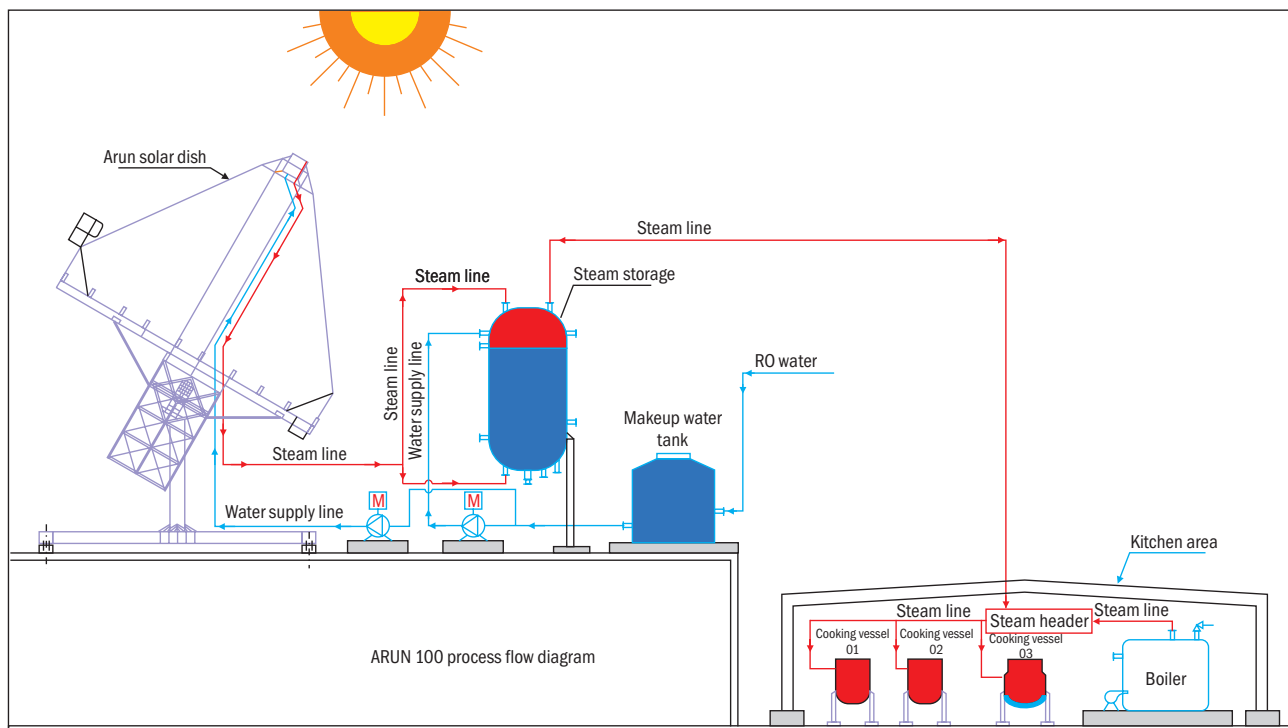 Arun solar dish
Steam line
Steam line
Steam storage
RO water
Steam line
Water supply line
Makeup water
tank
Steam line
M
M
Water supply line
Kitchen area
Steam line
Steam header
Steam line
Cooking vessel
01
Cooking vessel
02
Cooking vessel
03
Boiler
ARUN 100 process flow diagram